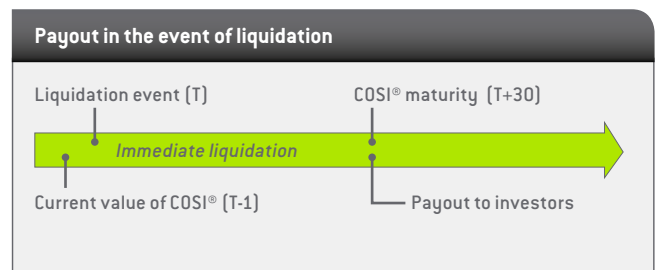 Payout in the event of liquidation
Liquidation event (T)
COSI® maturity (T+30)
Immediate liquidation
Current value of COSI® (T-1)
Payout to investors